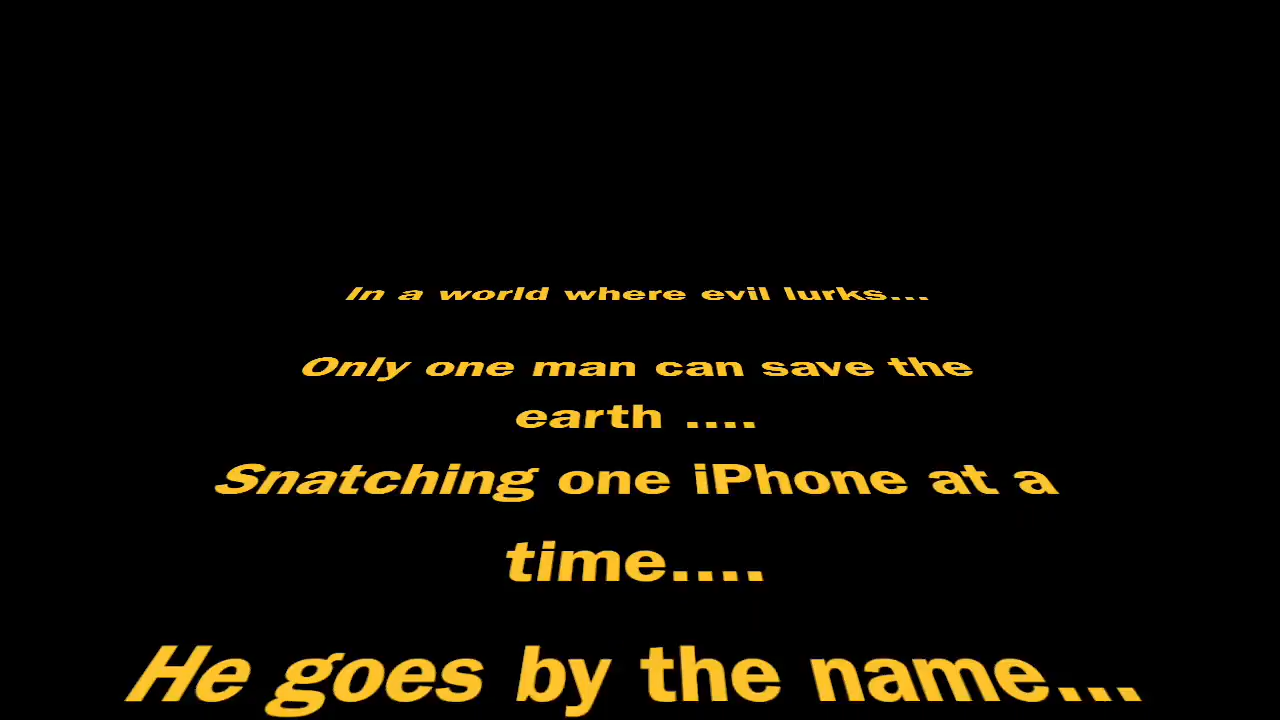 In a world where evil lurks...
Only one man can save the
earth ....
Snatching one iPhone at a
time....
He goes by the name...